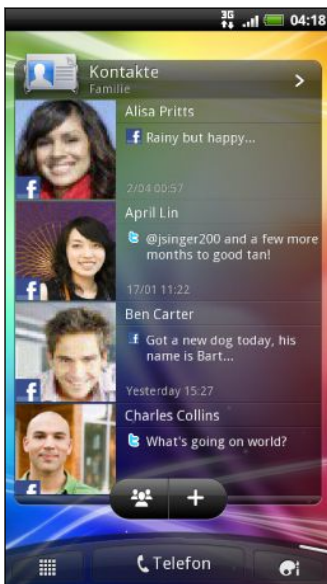 3G 04:18
Kontakte
Familie
Alisa Pritts
Rainy but happy...
2/04 00:57
April Lin
@jsinger200 and a few more
months to good tan!
17/01 11:22
Ben Carter
Got a new dog today, his
name is Bart...
Yesterday 15:27
Charles Collins
What's going on world?
Telefon